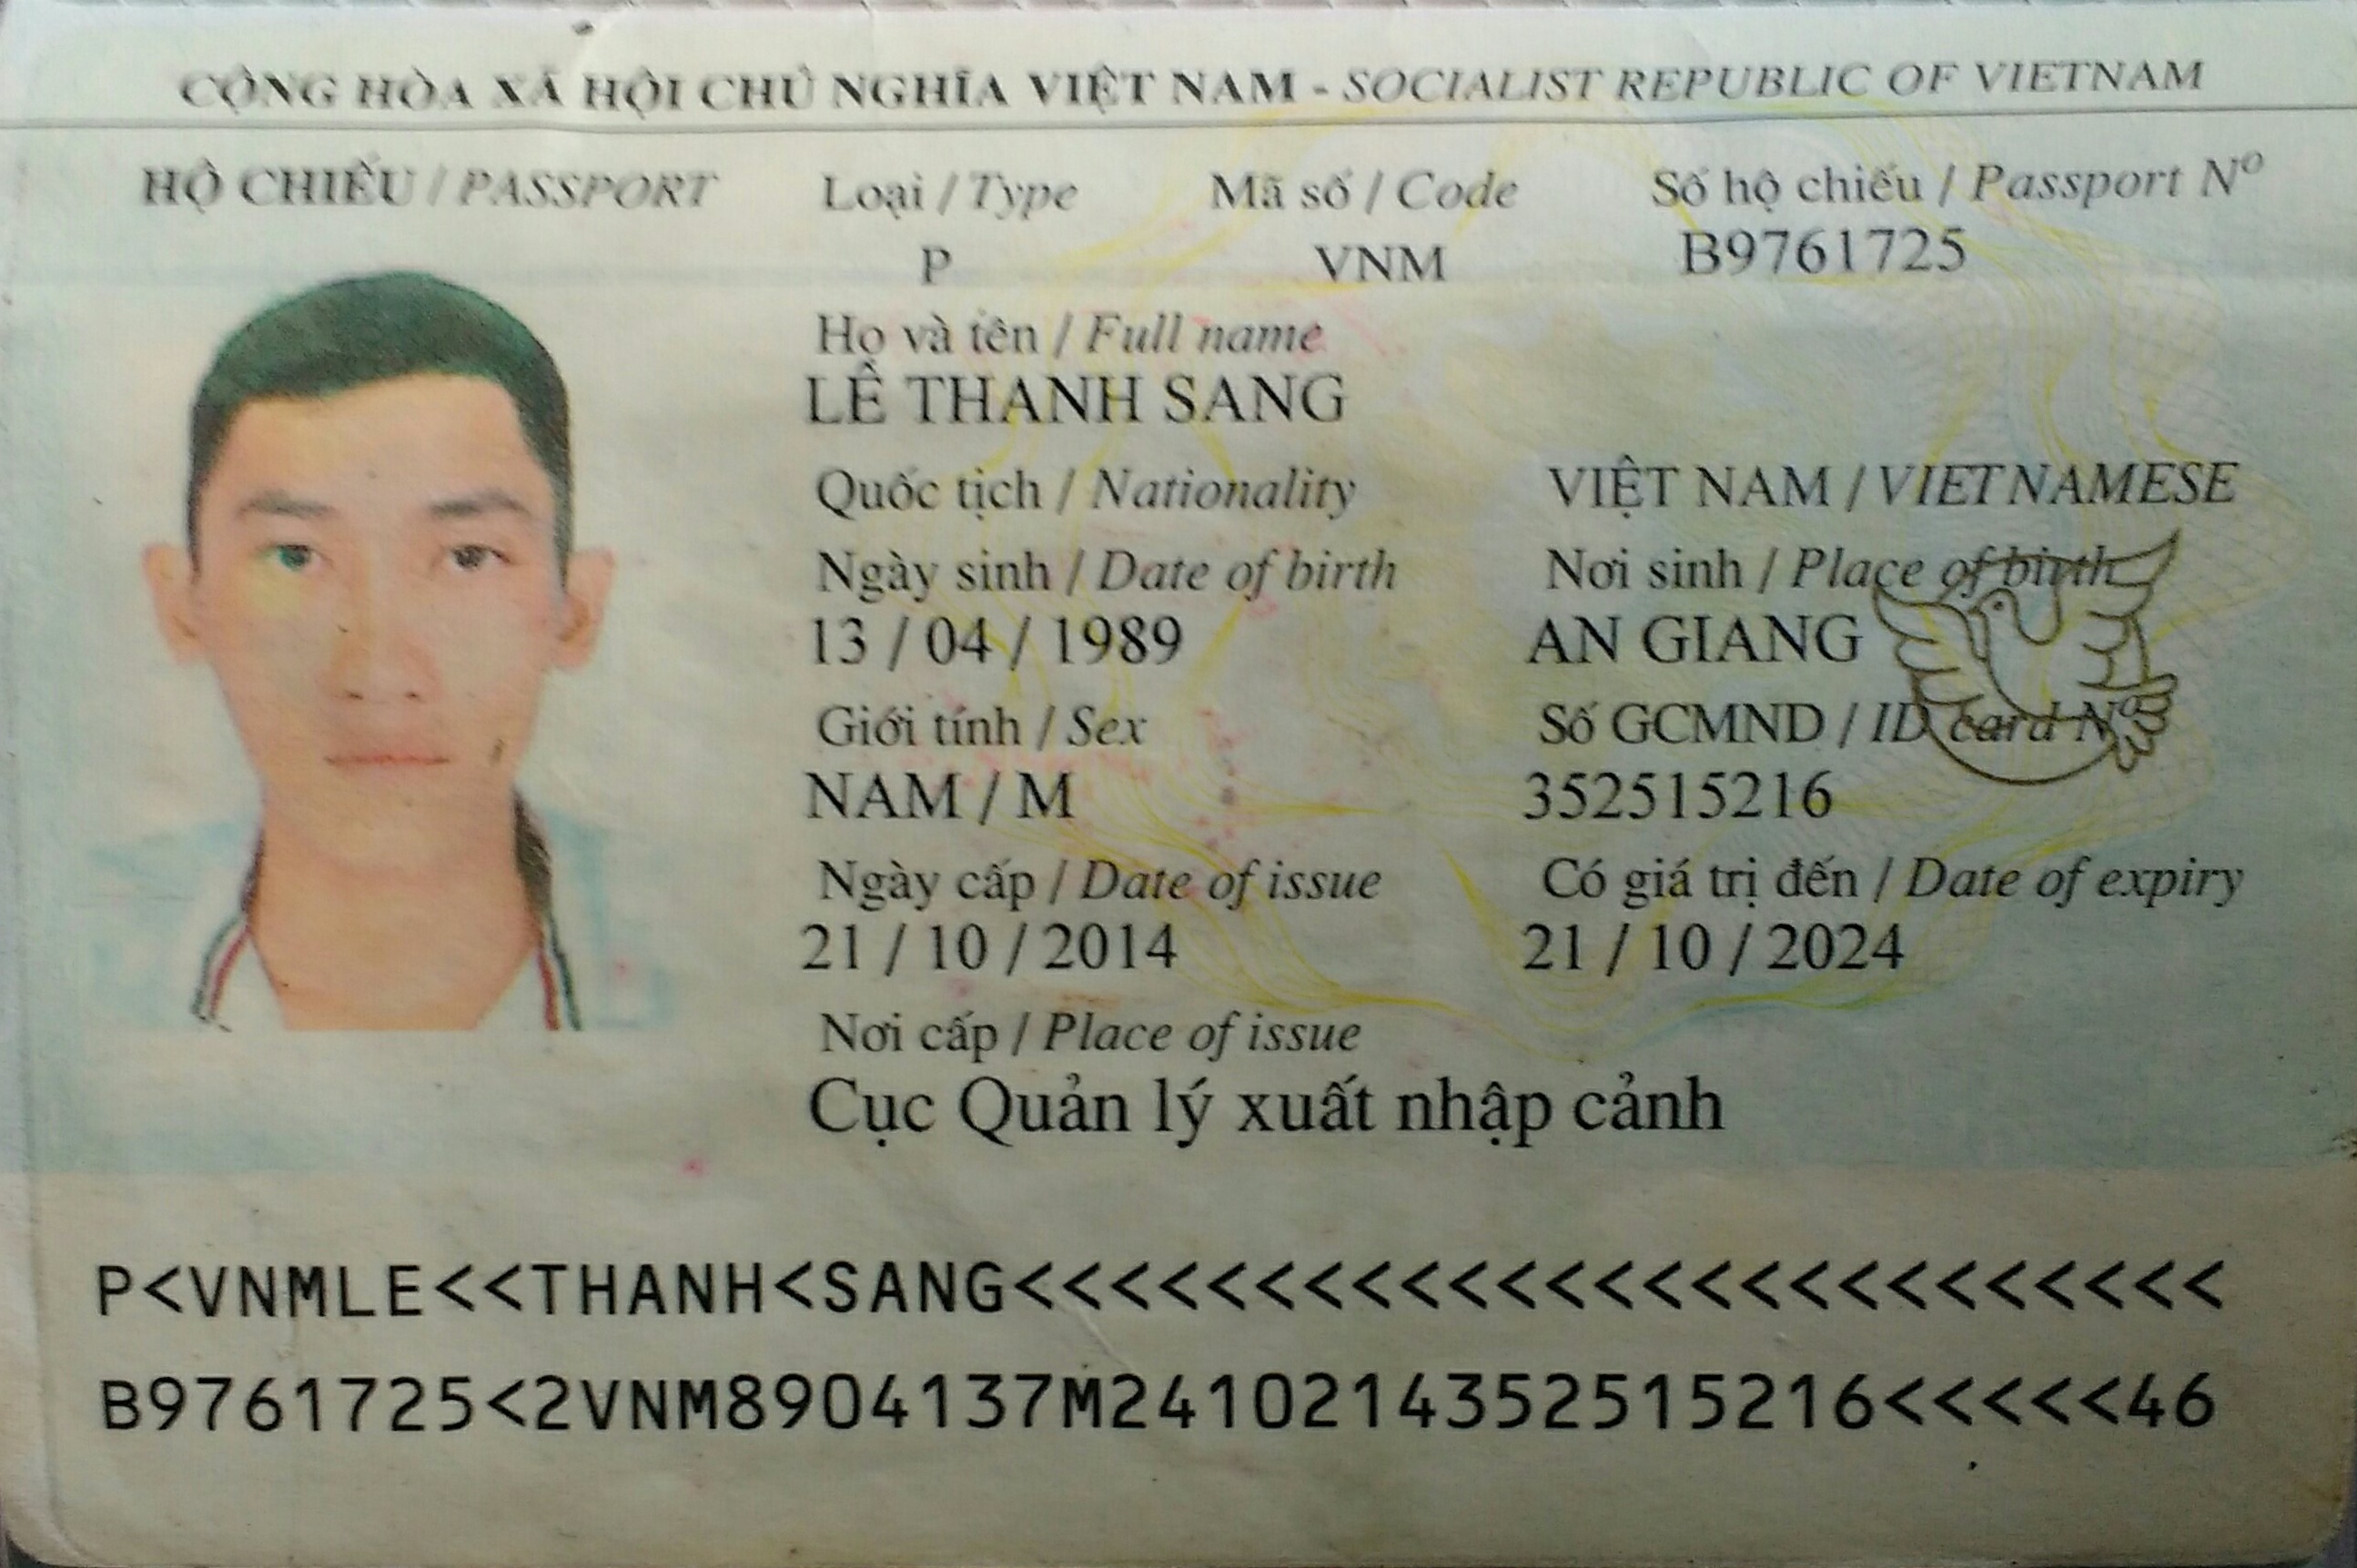 CỘNG HÒA XÃ HỘI CHỦ NGHĨA VIỆT NAM - SOCIALIST REPUBLIC OF VIETNAM
HỘ CHIẾU / PASSPORT Loại / Type Mã số / Code Số hộ chiếu / Passport Nº
P VNM B9761725
Họ và tên / Full name
LÊ THANH SANG
Quốc tịch / Nationality VIỆT NAM / VIETNAMESE
Ngày sinh / Date of birth Nơi sinh / Place of birth
13 / 04 / 1989 AN GIANG
Giới tính / Sex Số GCMND / ID card Nº
NAM / M 352515216
Ngày cấp / Date of issue Có giá trị đến / Date of expiry
21 / 10 / 2014 21 / 10 / 2024
Nơi cấp / Place of issue
Cục Quản lý xuất nhập cảnh
P<VNMLE<<THANH<SANG<<<<<<<<<<<<<<<<<<<<<<<<<
B9761725<2VNM8904137M2410214352515216<<<<<46